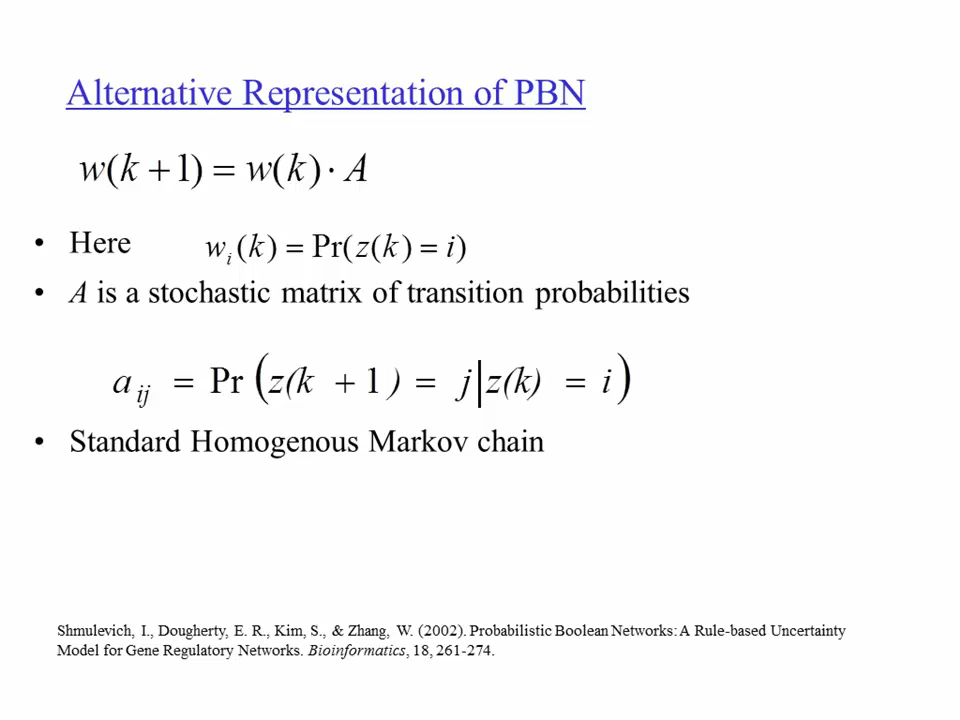 Alternative Representation of PBN
w(k + 1) = w(k) · A
• Here w_i (k) = Pr(z(k) = i)
• A is a stochastic matrix of transition probabilities
a_ij = Pr (z(k + 1) = j | z(k) = i)
• Standard Homogenous Markov chain
Shmulevich, I., Dougherty, E. R., Kim, S., & Zhang, W. (2002). Probabilistic Boolean Networks: A Rule-based Uncertainty
Model for Gene Regulatory Networks. Bioinformatics, 18, 261-274.